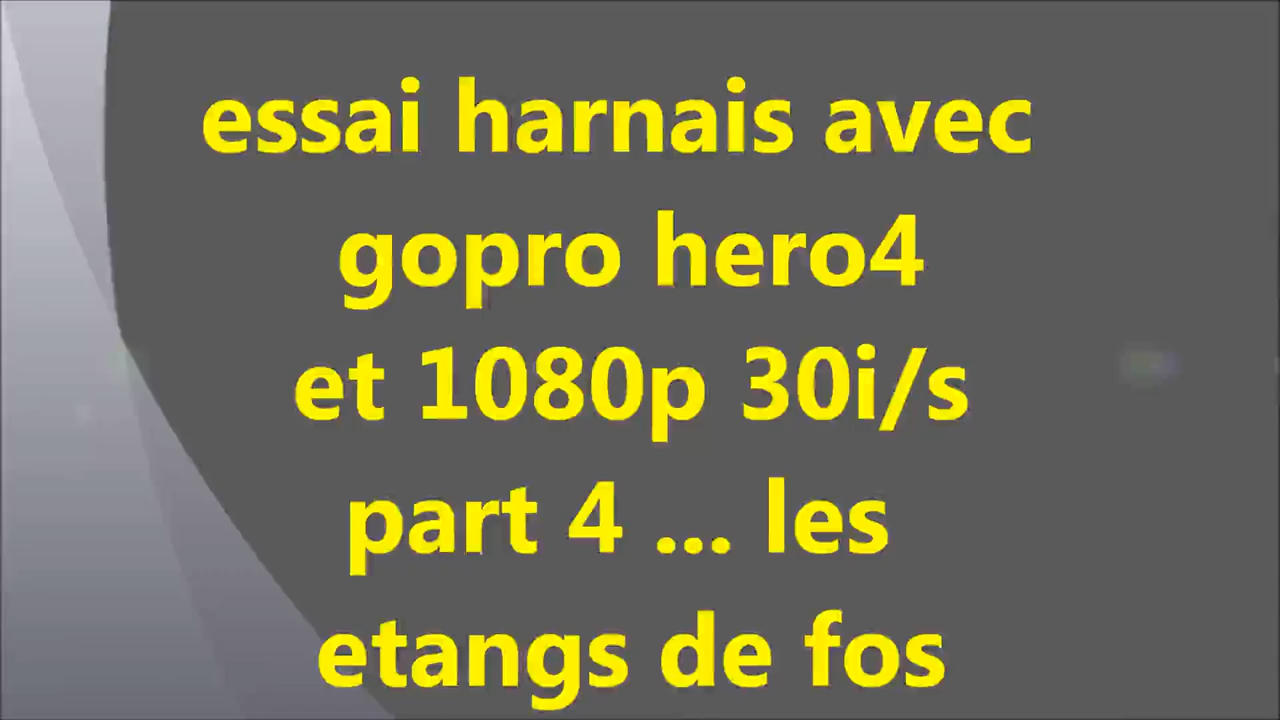 essai harnais avec
gopro hero4
et 1080p 30i/s
part 4 ... les
etangs de fos